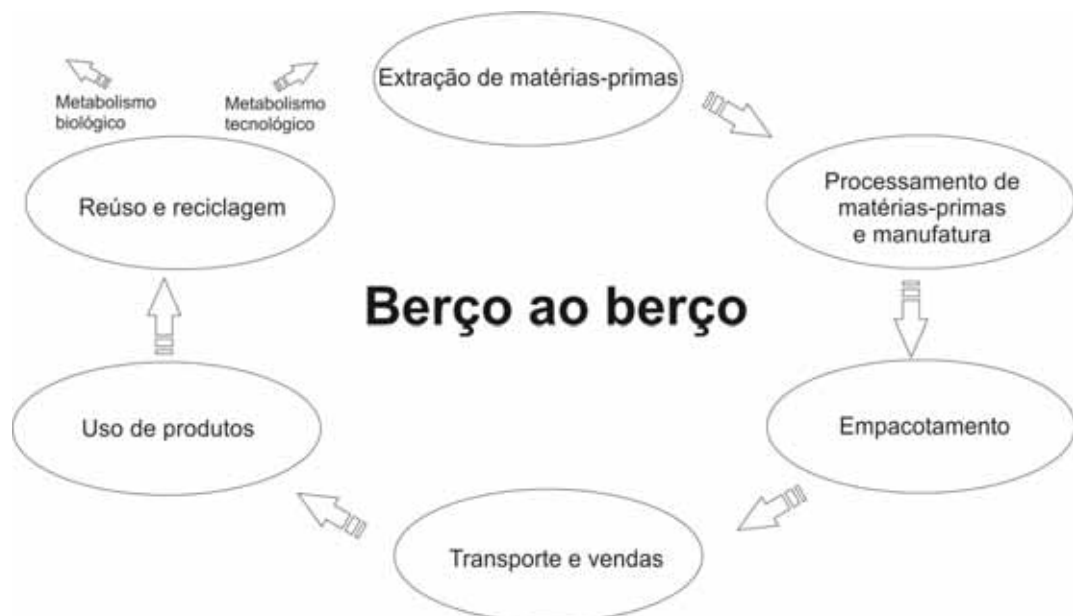 Extração de matérias-primas
Metabolismo
biológico
Metabolismo
tecnológico
Reúso e reciclagem
Processamento de
matérias-primas
e manufatura
Berço ao berço
Uso de produtos
Empacotamento
Transporte e vendas